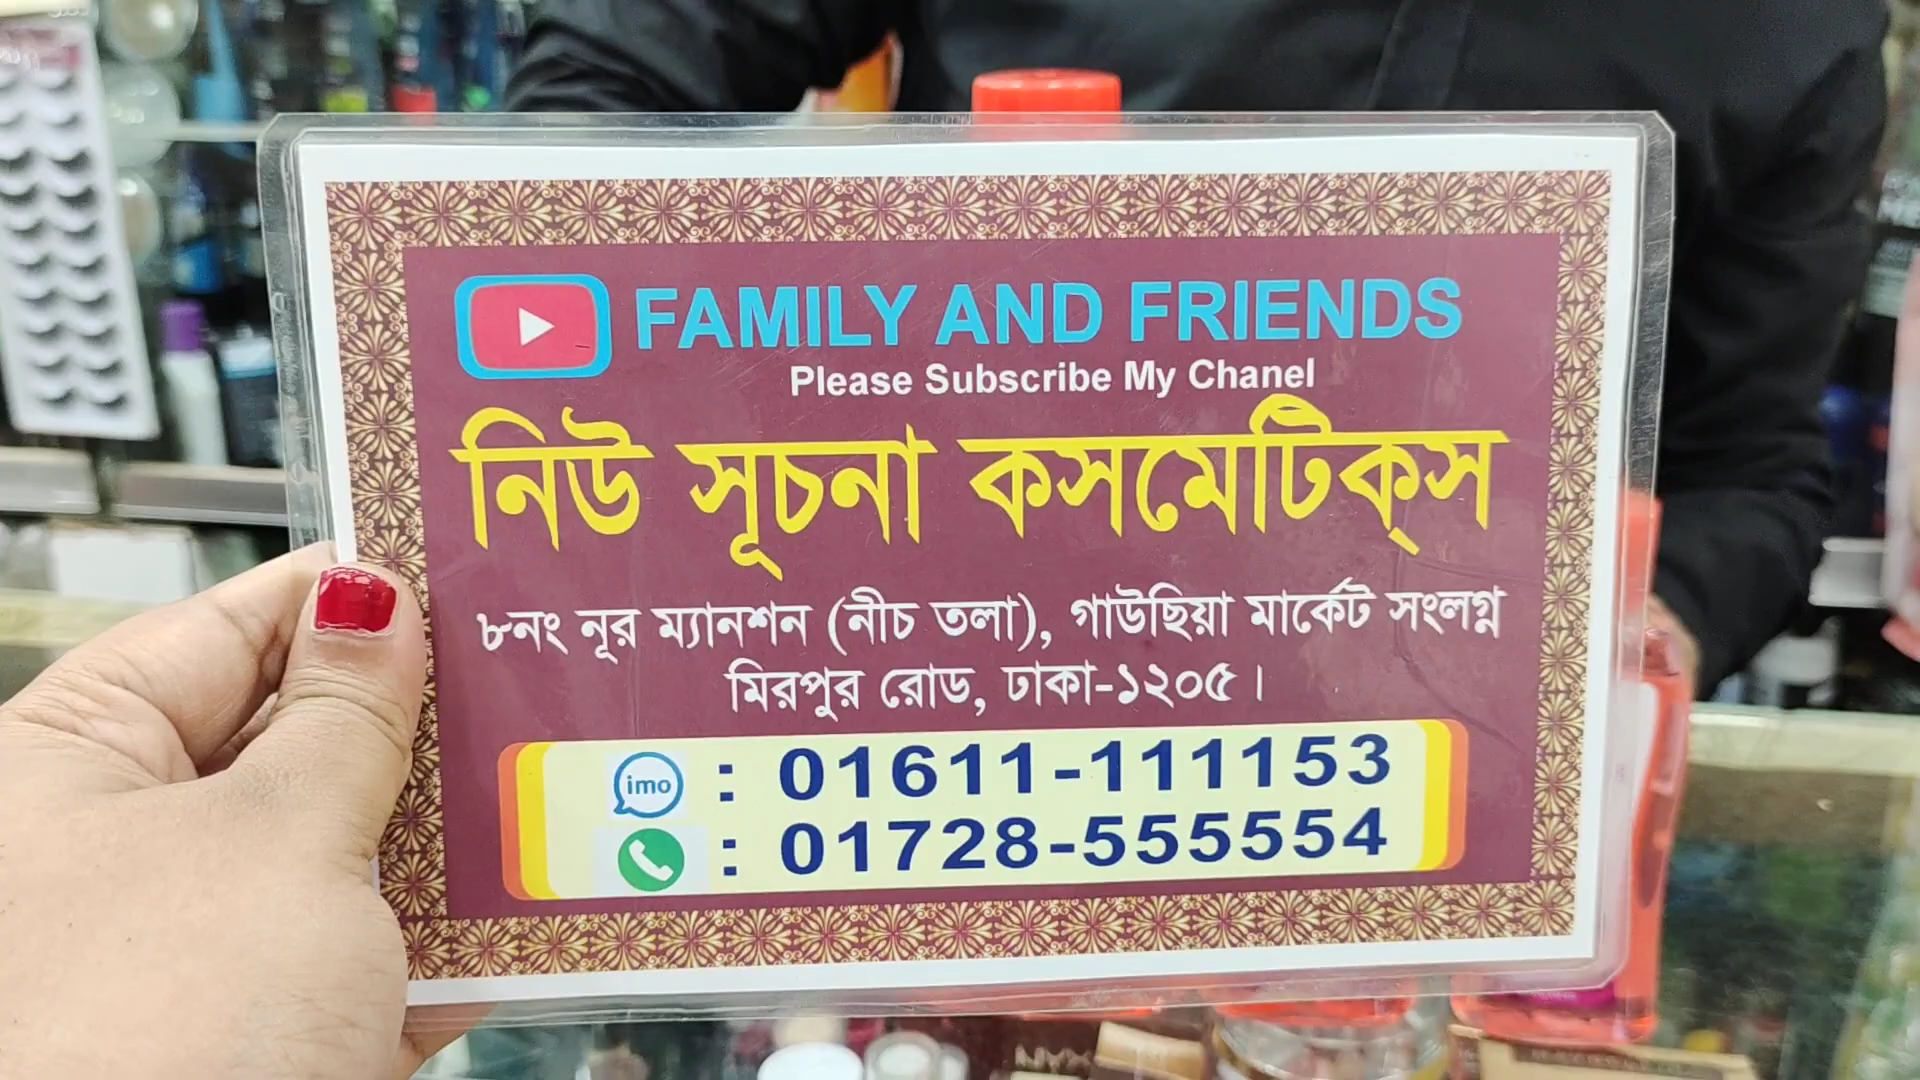 FAMILY AND FRIENDS
Please Subscribe My Chanel
নিউ সূচনা কসমেটিক্‌স
৮নং নূর ম্যানশন (নীচ তলা), গাউছিয়া মার্কেট সংলগ্ন
মিরপুর রোড, ঢাকা-১২০৫।
imo : 01611-111153
: 01728-555554
NYX